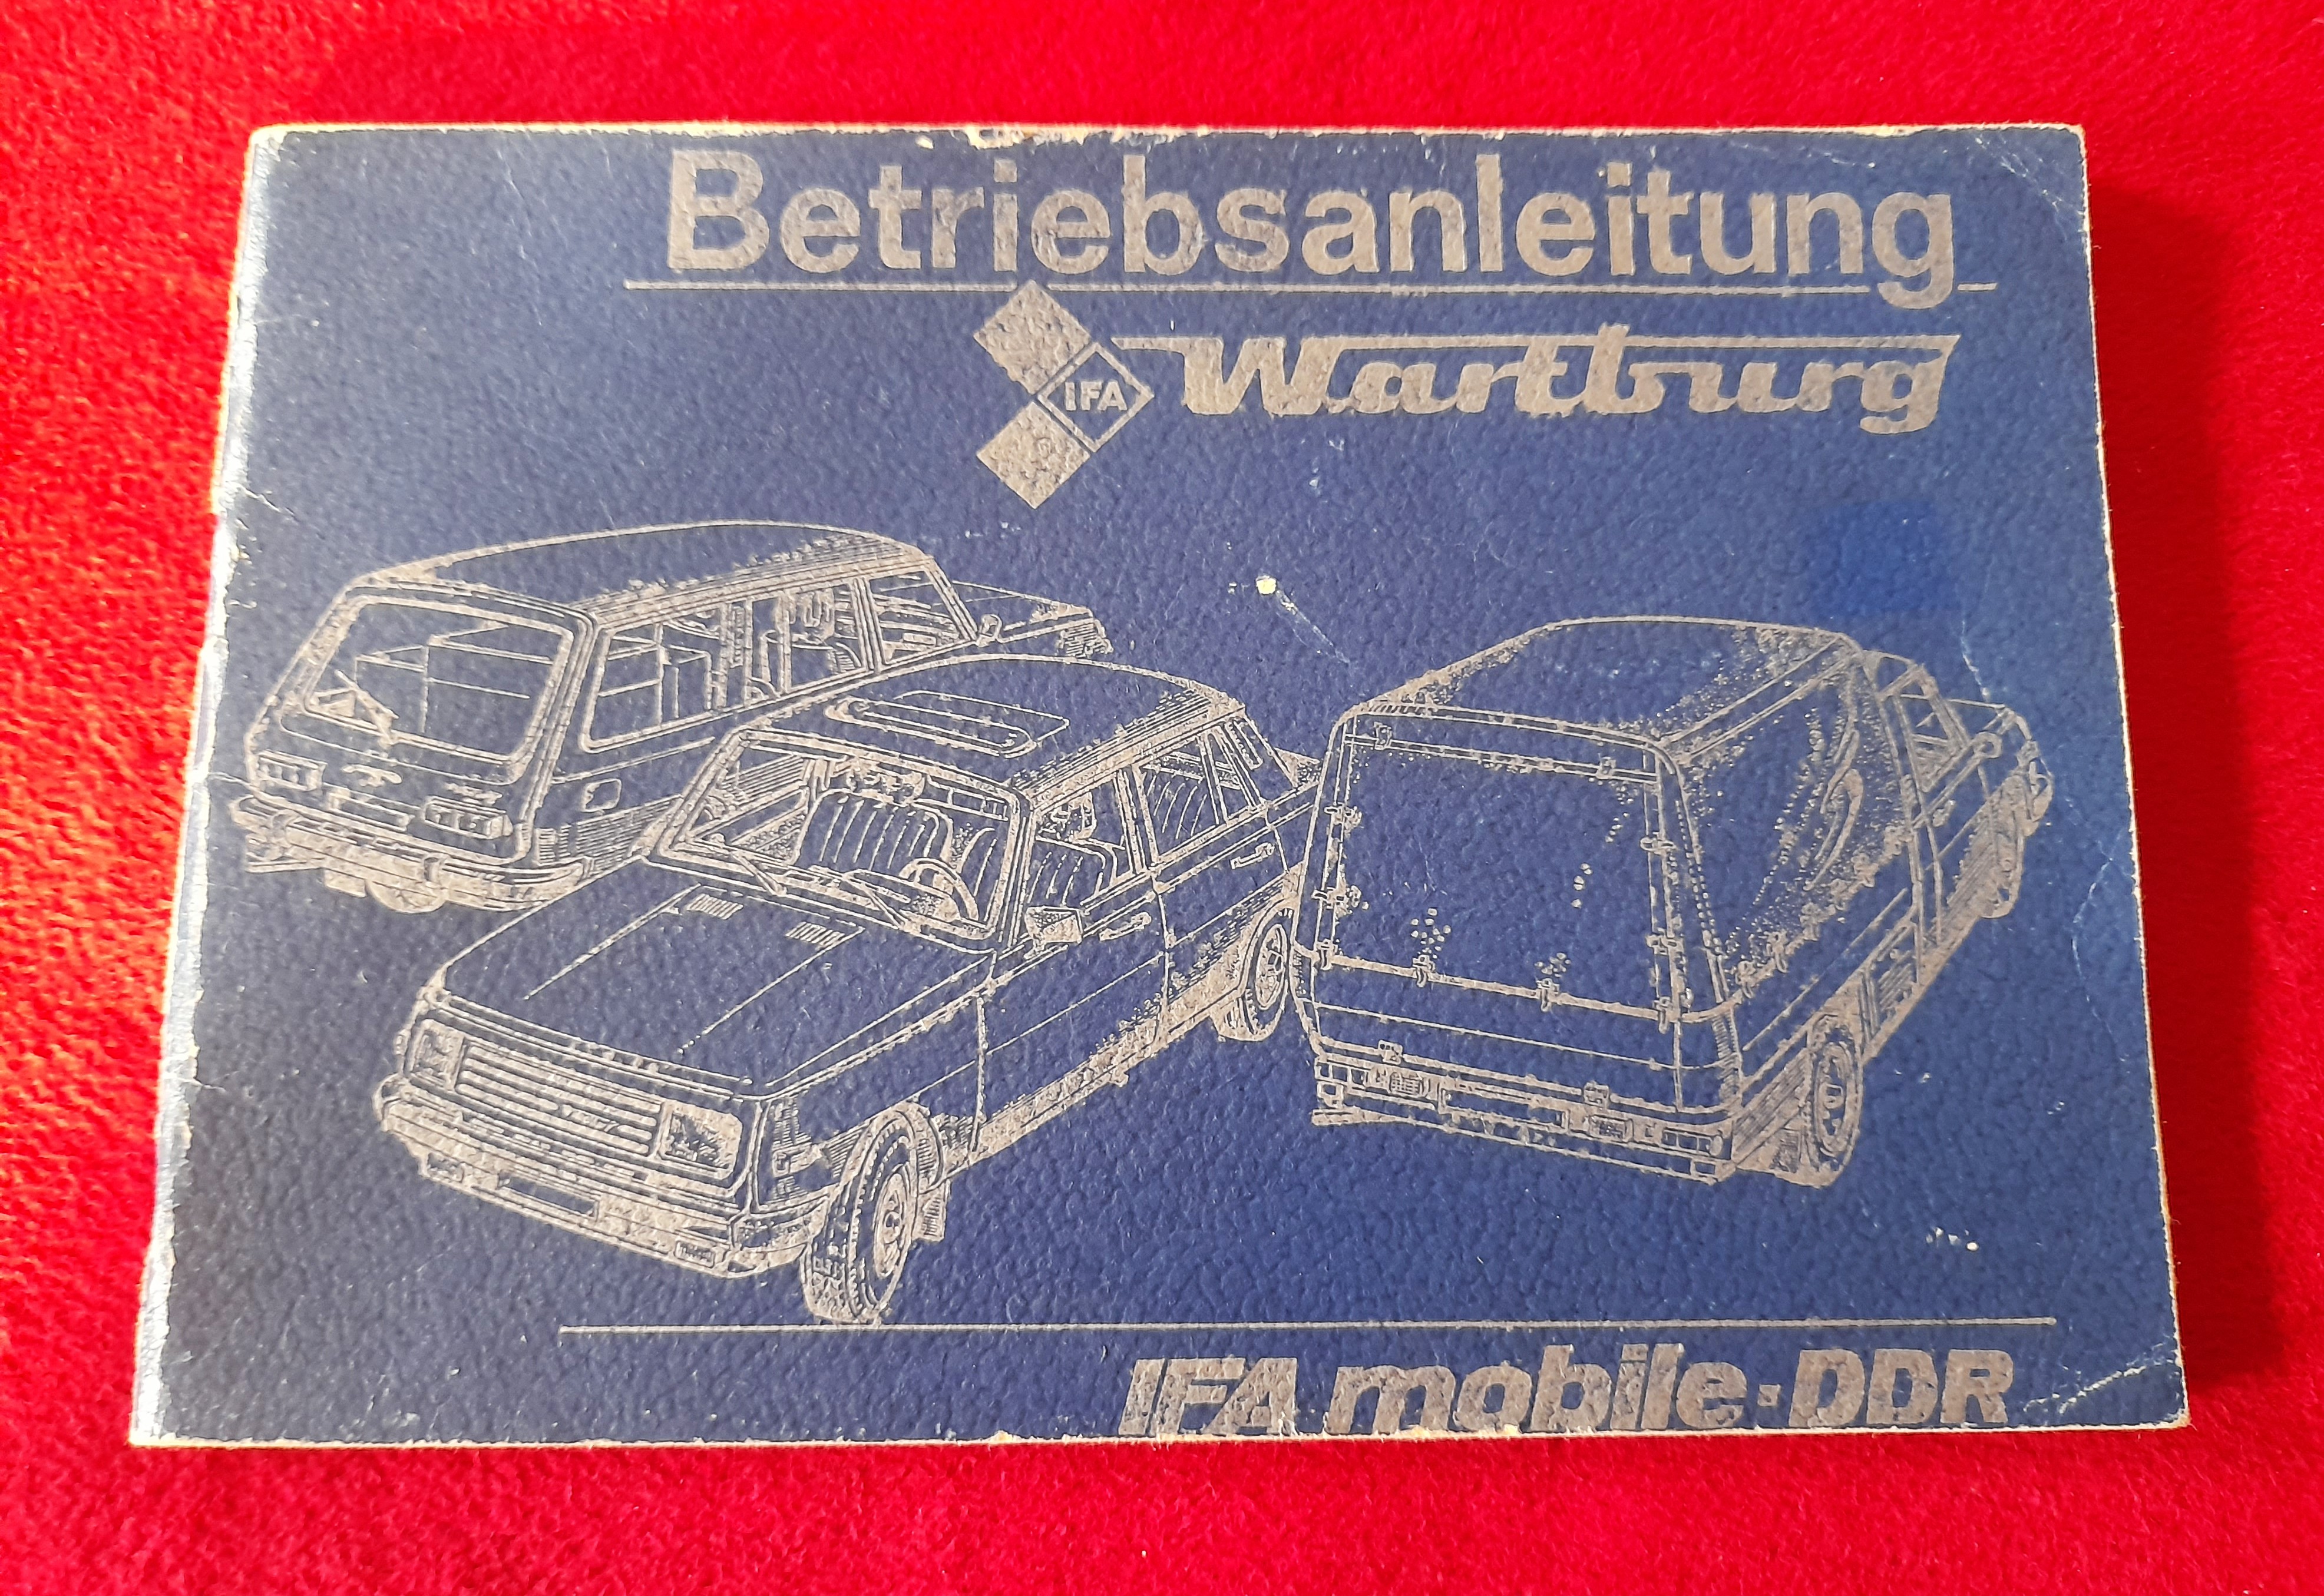 Betriebsanleitung
IFA Wartburg
IFA mobile-DDR